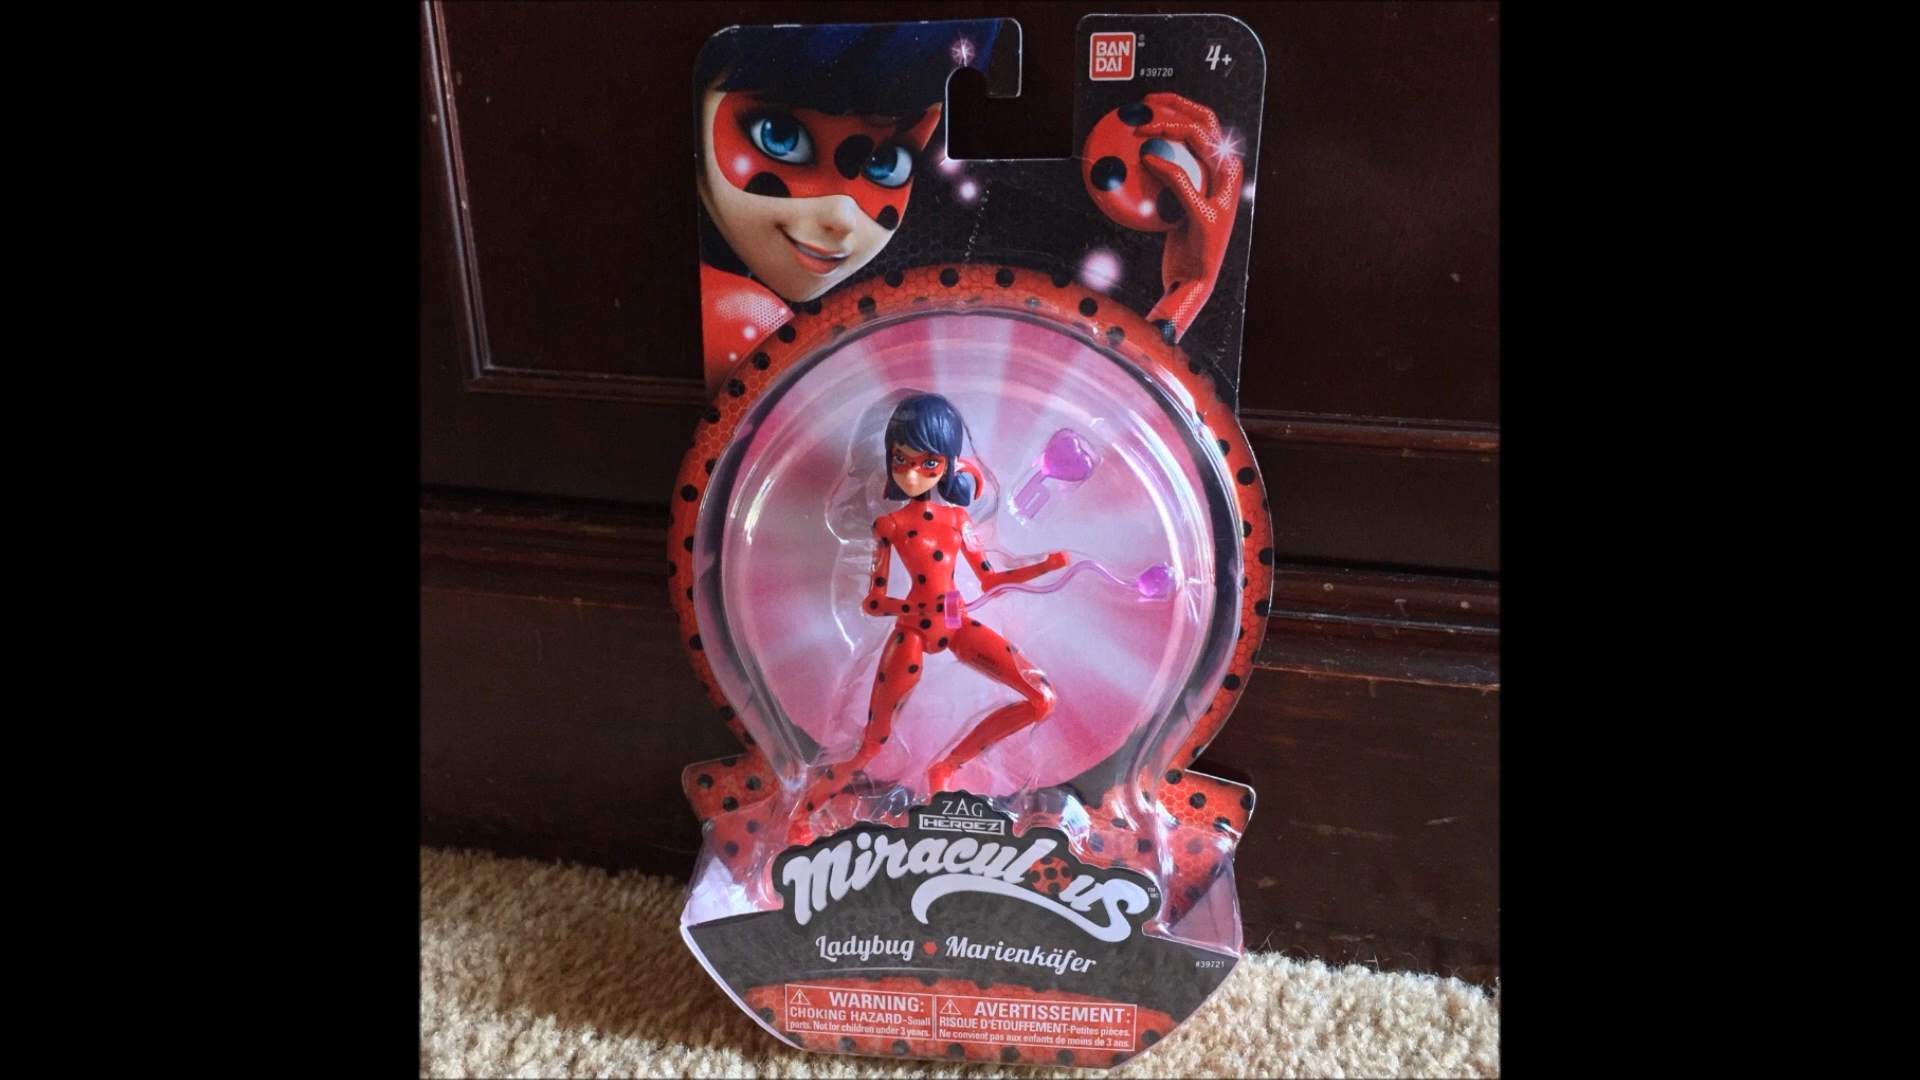 BAN
DAI
#39720
4+
ZAG
HEROEZ
Miraculous
Ladybug • Marienkäfer
#39721
WARNING:
CHOKING HAZARD-Small
parts. Not for children under 3 years.
AVERTISSEMENT:
RISQUE D'ETOUFFEMENT-Petites pièces.
Ne convient pas aux enfants de moins de 3 ans.